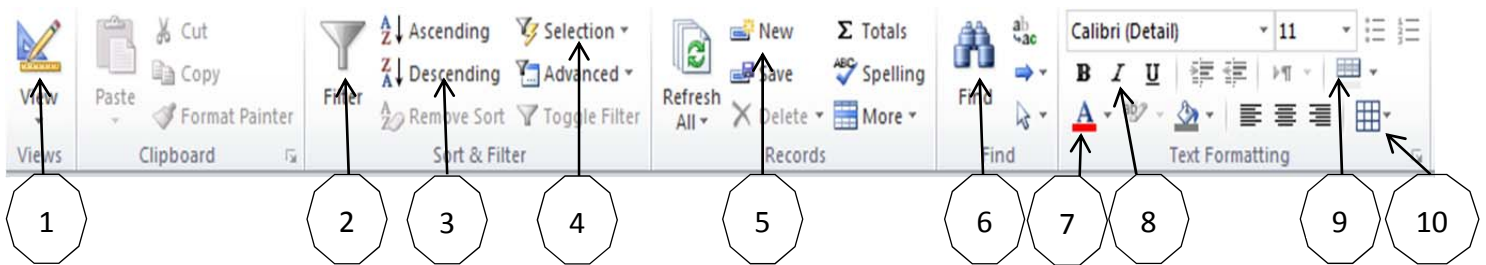 View
Views
Paste
Cut
Copy
Format Painter
Clipboard
Filter
Ascending
Descending
Remove Sort
Selection
Advanced
Toggle Filter
Sort & Filter
Refresh
All
New
Save
Delete
Σ Totals
Spelling
More
Records
Find
ab
ac
Find
Calibri (Detail) 11
B I U
A
Text Formatting
1 2 3 4 5 6 7 8 9 10